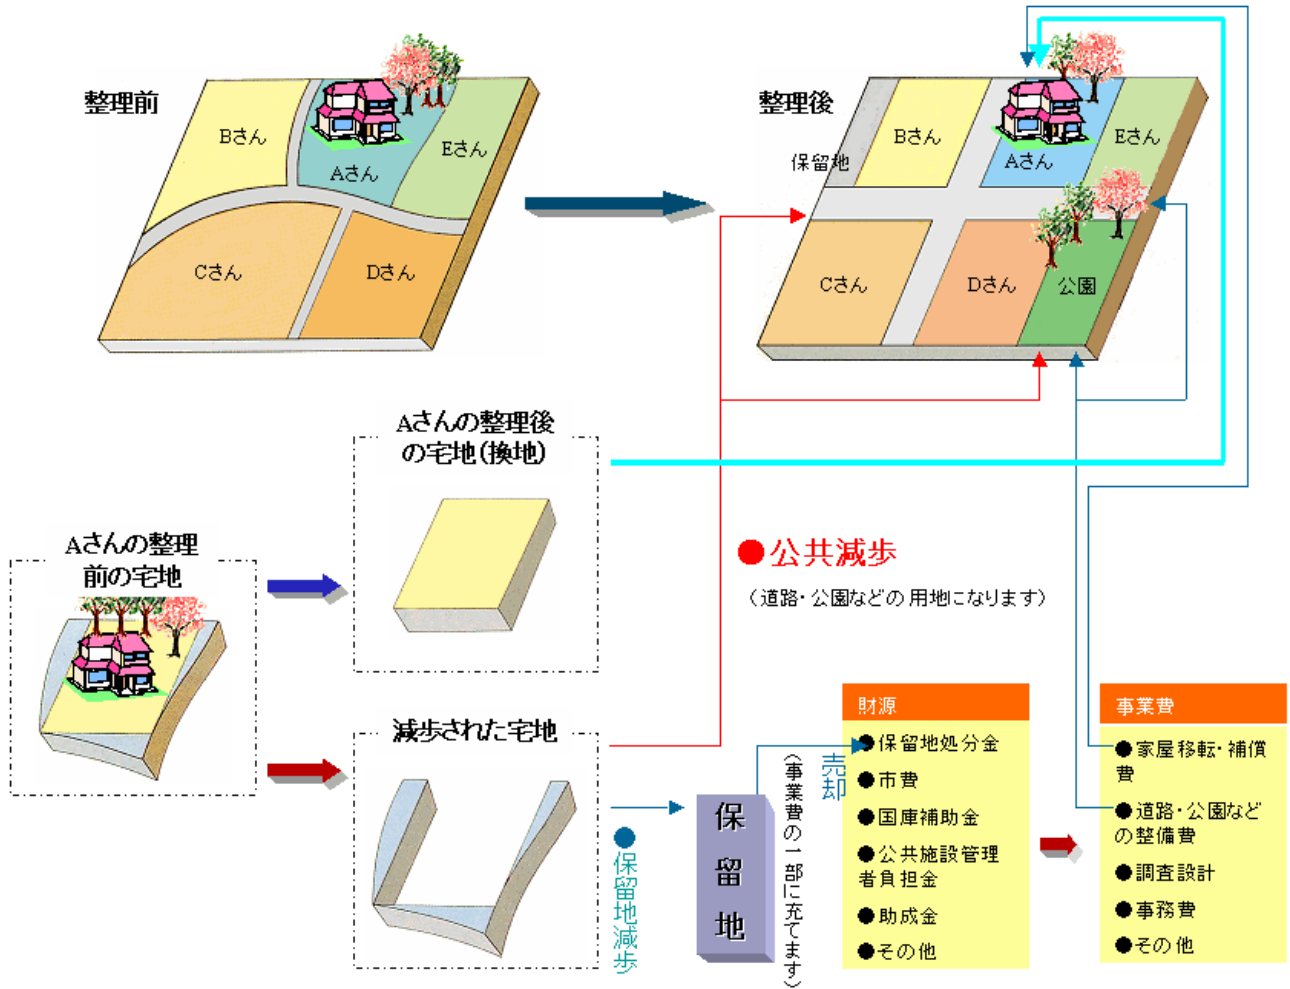 整理前
Bさん
Aさん
Eさん
Cさん
Dさん
整理後
保留地
Bさん
Aさん
Eさん
Cさん
Dさん
公園
Aさんの整理後
の宅地(換地)
Aさんの整理
前の宅地
●公共減歩
(道路・公園などの用地になります)
減歩された宅地
●保留地減歩
保留地
売却
(事業費の一部に充てます)
財源
●保留地処分金
●市費
●国庫補助金
●公共施設管理
者負担金
●助成金
●その他
事業費
●家屋移転・補償
費
●道路・公園など
の整備費
●調査設計
●事務費
●その他